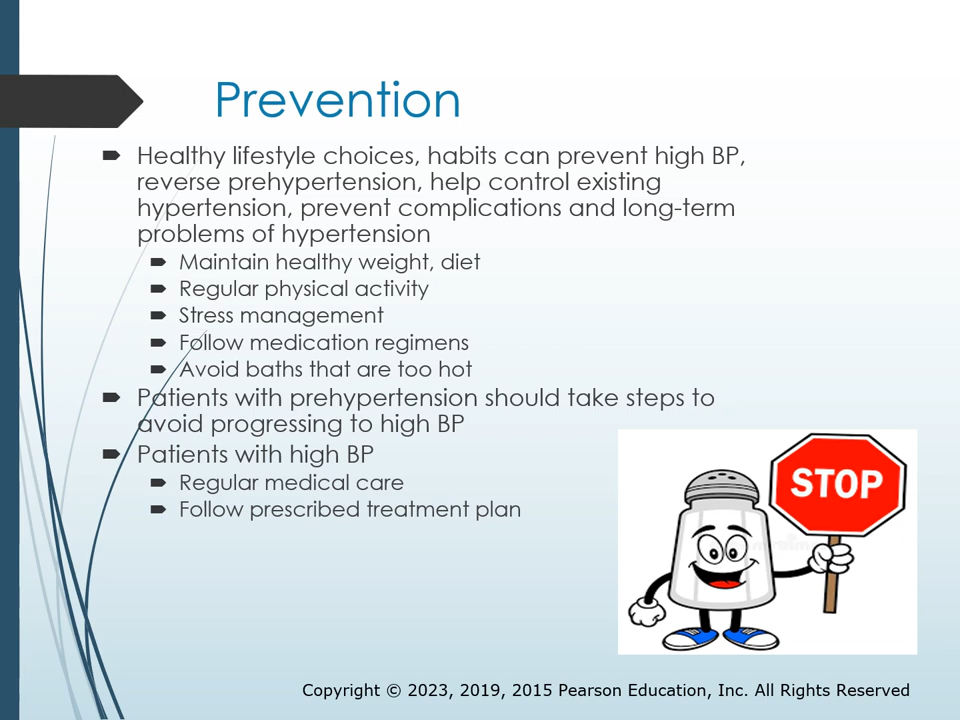 Prevention
Healthy lifestyle choices, habits can prevent high BP,
reverse prehypertension, help control existing
hypertension, prevent complications and long-term
problems of hypertension
Maintain healthy weight, diet
Regular physical activity
Stress management
Follow medication regimens
Avoid baths that are too hot
Patients with prehypertension should take steps to
avoid progressing to high BP
Patients with high BP
Regular medical care
Follow prescribed treatment plan
STOP
Copyright © 2023, 2019, 2015 Pearson Education, Inc. All Rights Reserved